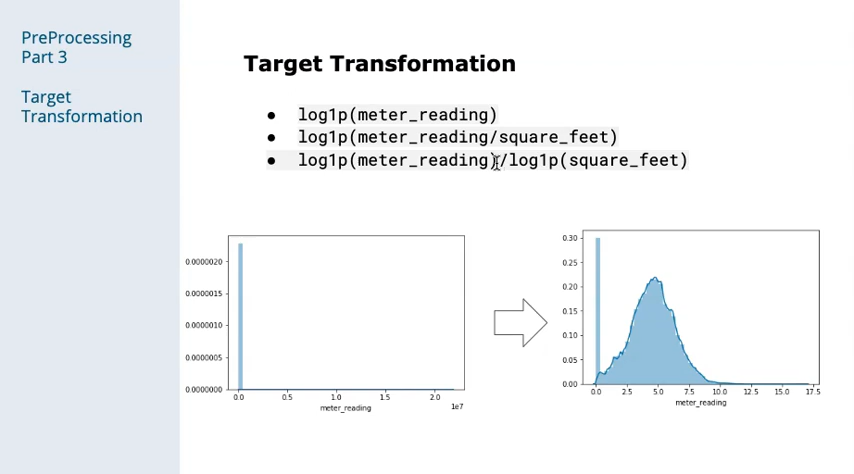 PreProcessing
Part 3
Target
Transformation
Target Transformation
● log1p(meter_reading)
● log1p(meter_reading/square_feet)
● log1p(meter_reading)/log1p(square_feet)
0.0000020
0.0000015
0.0000010
0.0000005
0.0000000
0.0 0.5 1.0 1.5 2.0
1e7
meter_reading
0.30
0.25
0.20
0.15
0.10
0.05
0.00
0.0 2.5 5.0 7.5 10.0 12.5 15.0 17.5
meter_reading